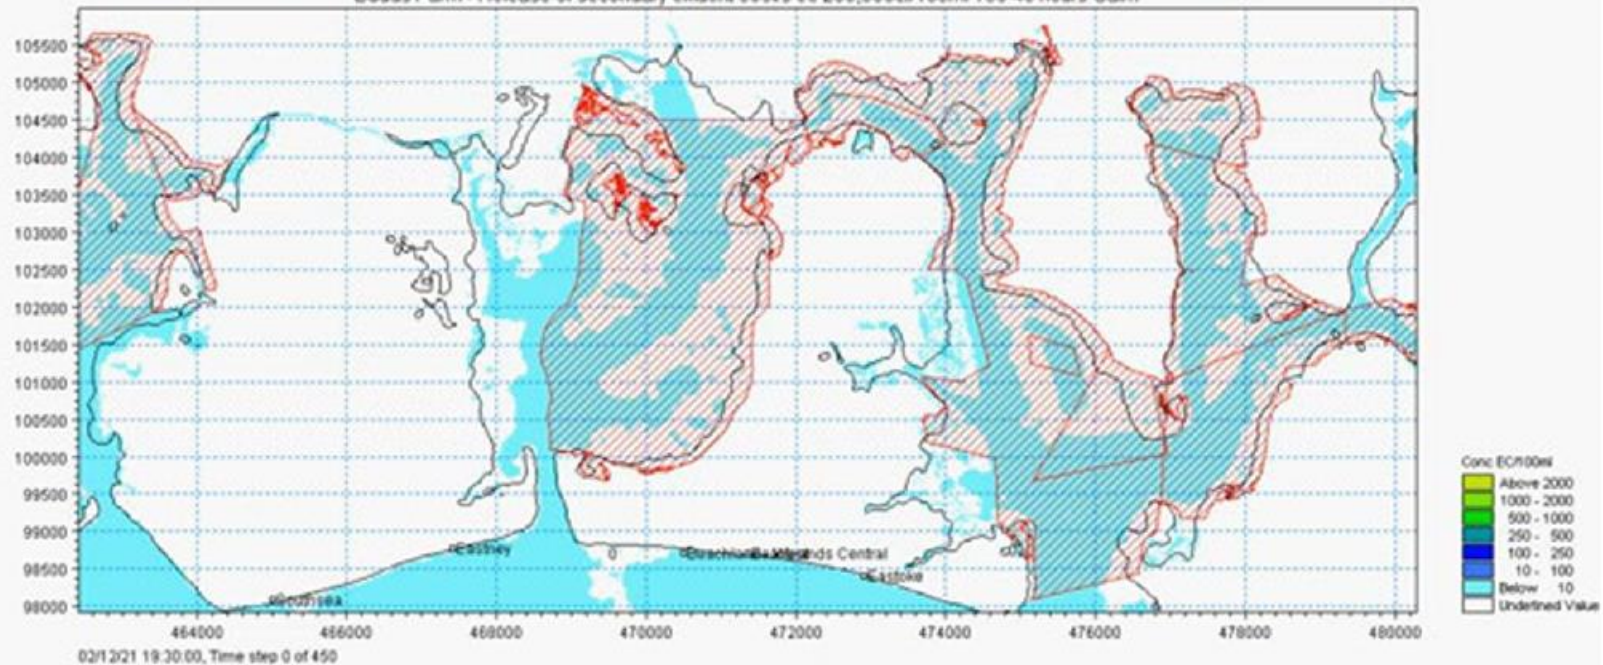 105500
105000
104500
104000
103500
103000
102500
102000
101500
101000
100500
100000
99500
99000
98500
98000
Eastney
Central
Eastoke
Southsea
464000 466000 468000 470000 472000 474000 476000 478000 480000
02/12/21 19:30:00, Time step 0 of 450
Conc EC/100ml
Above 2000
1000 - 2000
500 - 1000
250 - 500
100 - 250
10 - 100
Below 10
Undefined Value